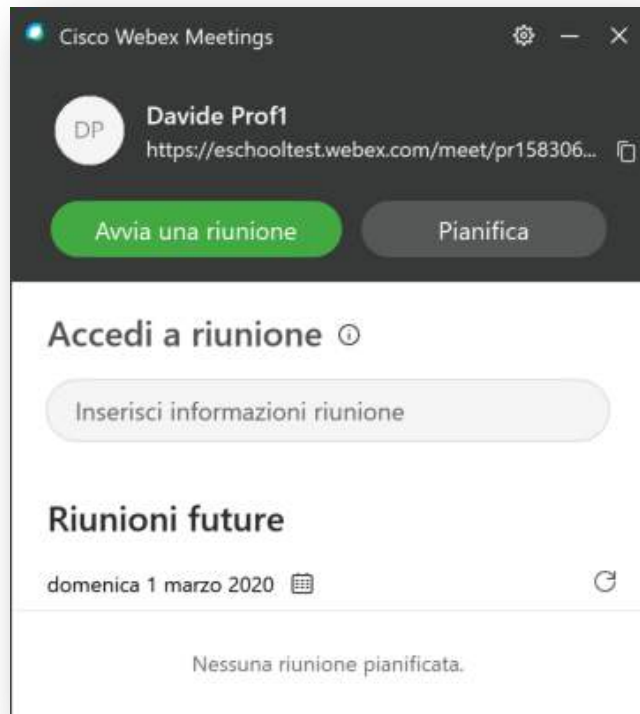 Cisco Webex Meetings
DP
Davide Prof1
https://eschooltest.webex.com/meet/pr158306...
Avvia una riunione
Pianifica
Accedi a riunione
Inserisci informazioni riunione
Riunioni future
domenica 1 marzo 2020
Nessuna riunione pianificata.